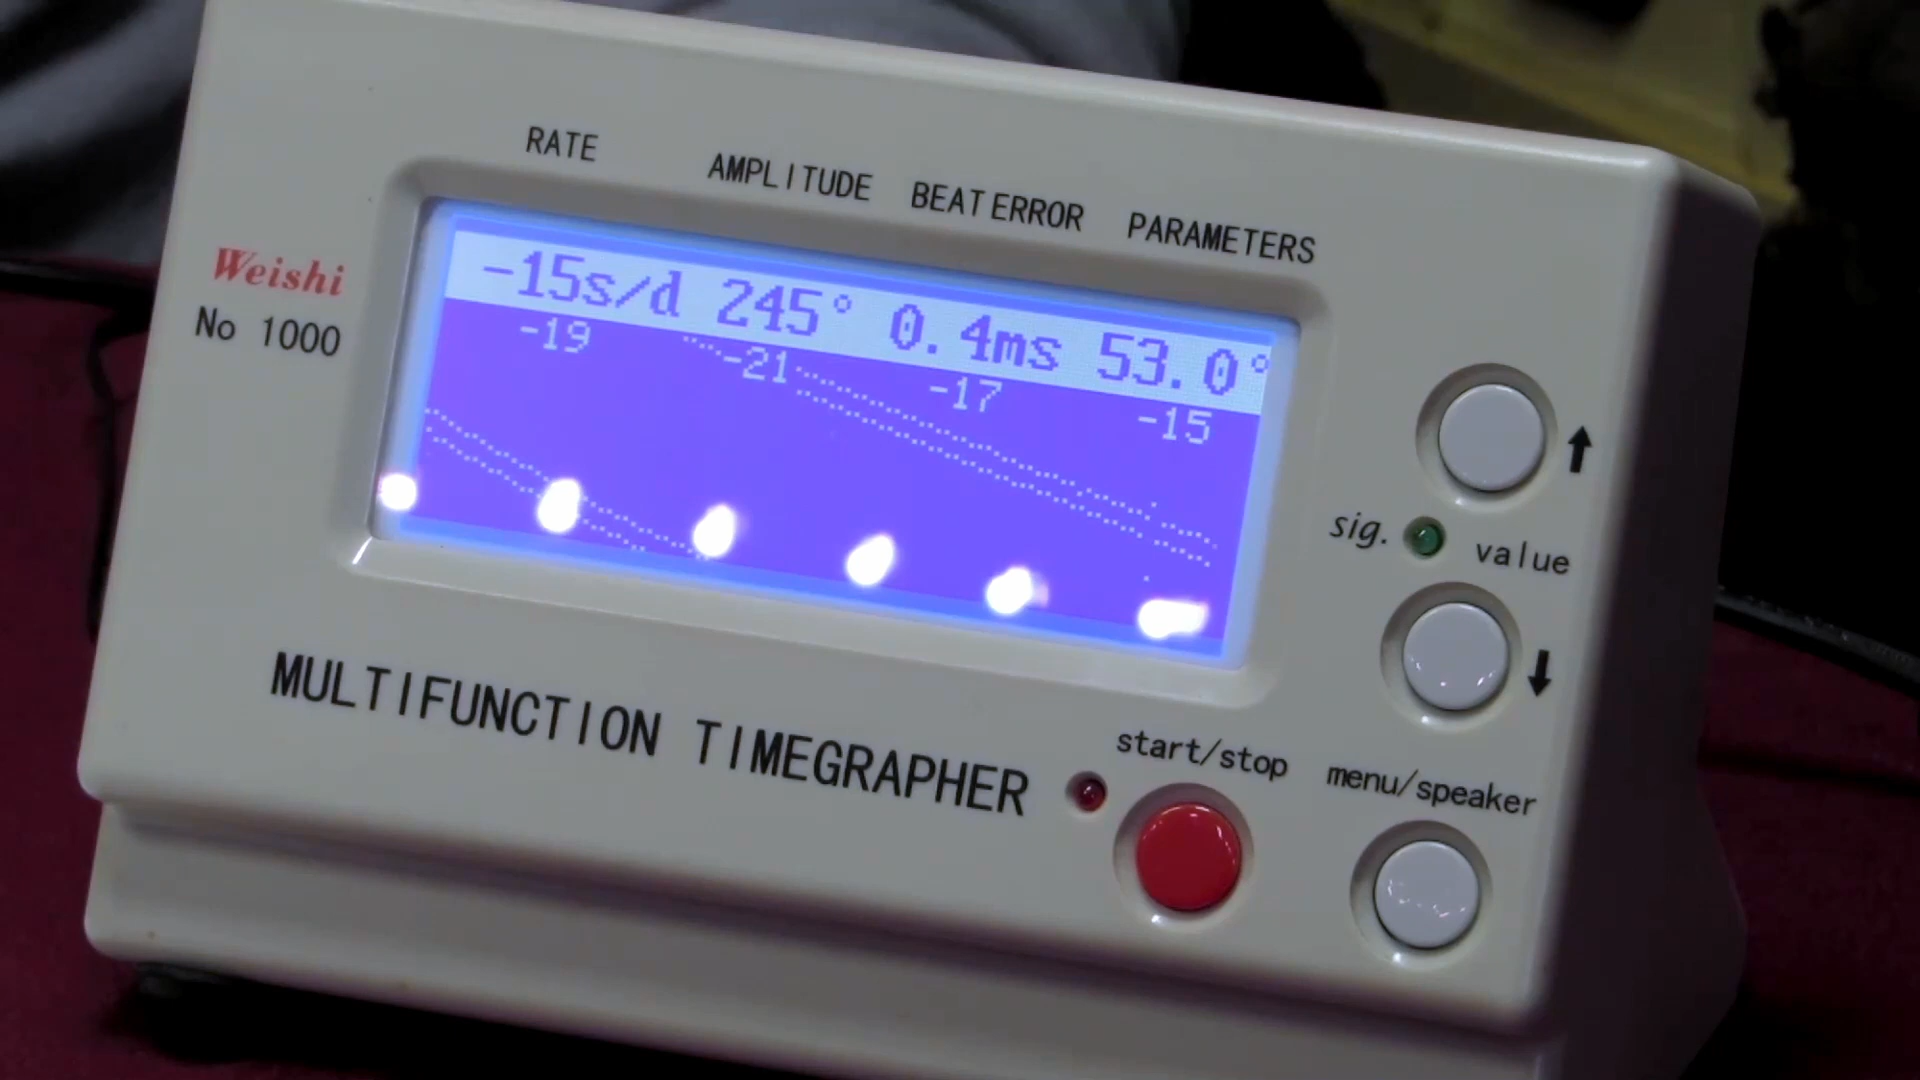 RATE AMPLITUDE BEAT ERROR PARAMETERS
Weishi
No 1000
-15s/d 245° 0.4ms 53.0°
-19 -21 -17 -15
sig.
value
MULTIFUNCTION TIMEGRAPHER
start/stop
menu/speaker